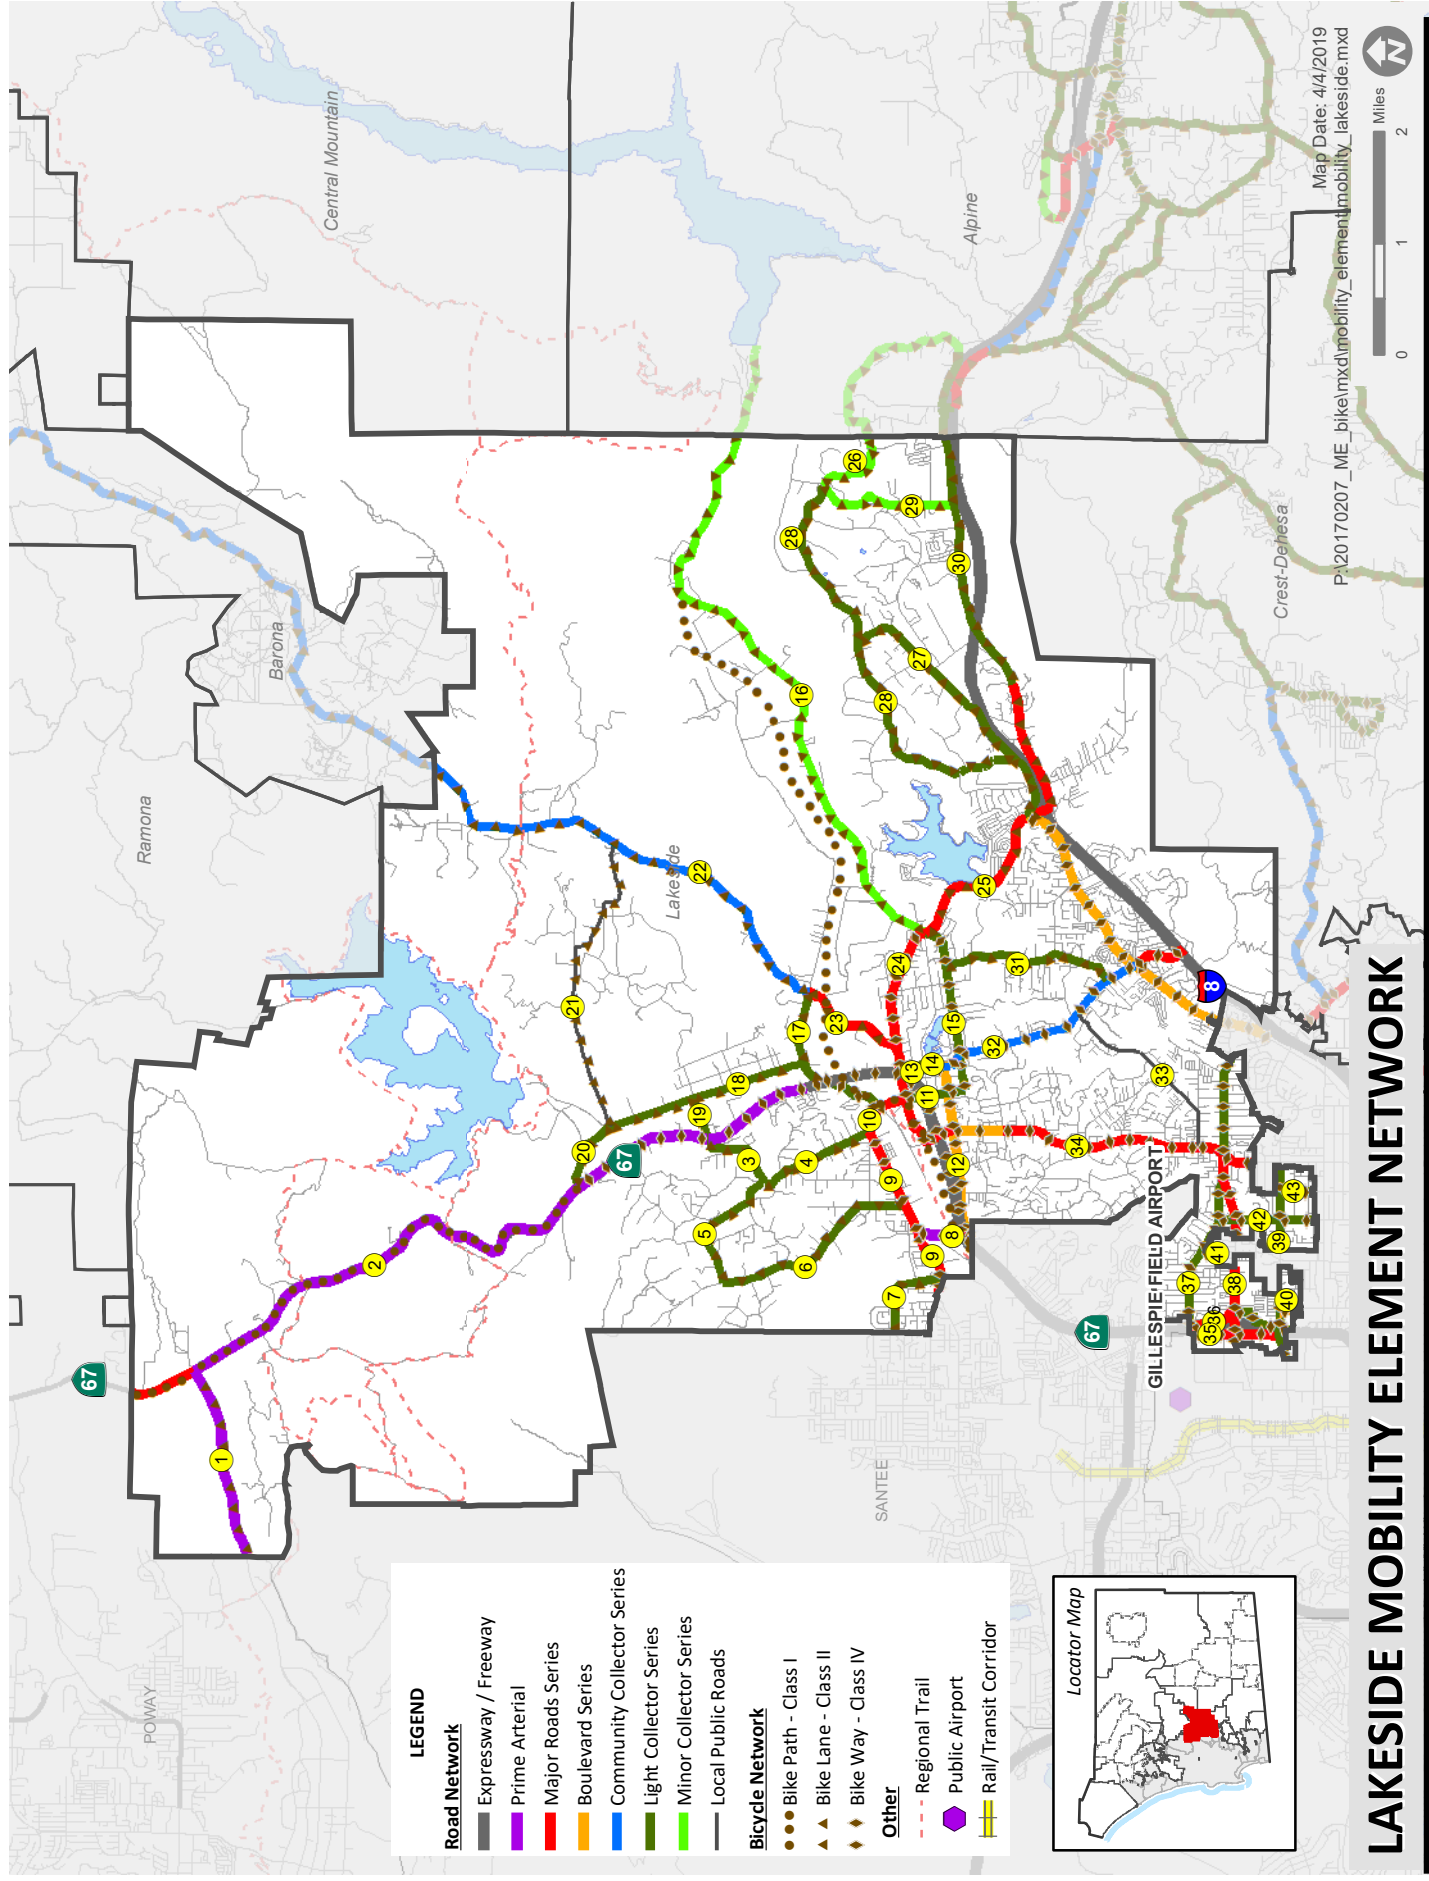 LAKESIDE MOBILITY ELEMENT NETWORK
Map Date: 4/4/2019
P:\20170207_ME_bike\mxd\mobility_element\mobility_lakeside.mxd
N
0 1 2 Miles
LEGEND
Road Network
Expressway / Freeway
Prime Arterial
Major Roads Series
Boulevard Series
Community Collector Series
Light Collector Series
Minor Collector Series
Local Public Roads
Bicycle Network
Bike Path - Class I
Bike Lane - Class II
Bike Way - Class IV
Other
Regional Trail
Public Airport
Rail/Transit Corridor
Locator Map
POWAY
SANTEE
Ramona
Barona
Central Mountain
Lakeside
Alpine
Crest-Dehesa
GILLESPIE FIELD AIRPORT
67
67
67
8
1
2
3
4
5
6
7
8
9
9
10
11
12
13
14
15
16
17
18
19
20
21
22
23
24
25
26
27
28
28
29
30
31
32
33
34
35
36
37
38
39
40
41
42
43